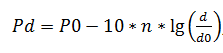 Pd = P0 − 10 * n * lg(d/d0)